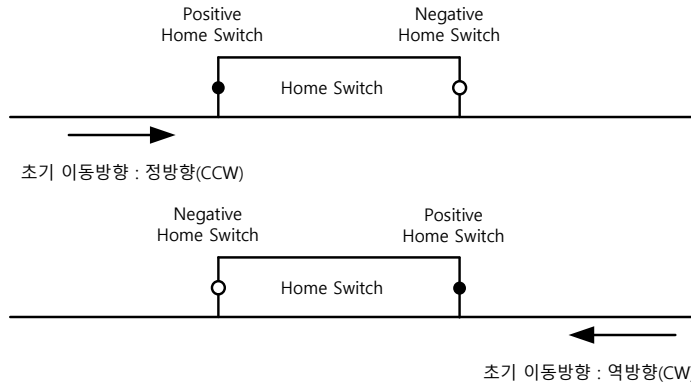 Positive
Home Switch
Negative
Home Switch
Home Switch
초기 이동방향 : 정방향(CCW)
Negative
Home Switch
Positive
Home Switch
Home Switch
초기 이동방향 : 역방향(CW)